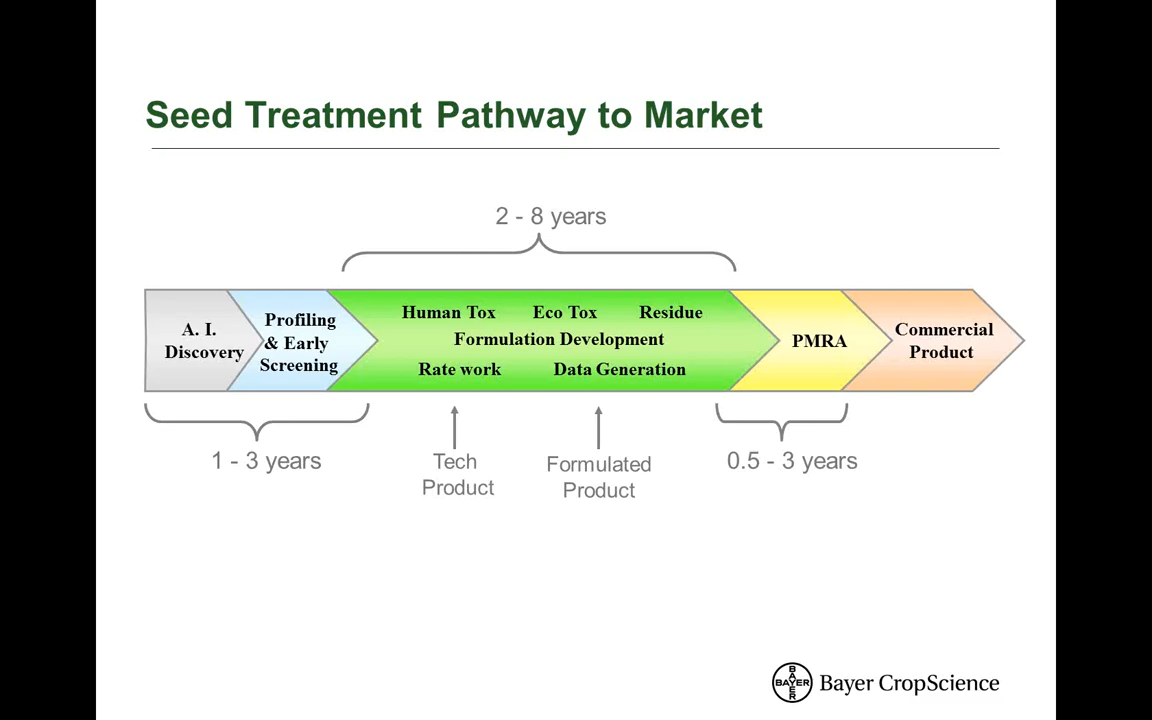 Seed Treatment Pathway to Market
2 - 8 years
A. I.
Discovery
Profiling
& Early
Screening
Human Tox Eco Tox Residue
Formulation Development
Rate work Data Generation
PMRA
Commercial
Product
1 - 3 years
Tech
Product
Formulated
Product
0.5 - 3 years
BAYER
BAYER
Bayer CropScience